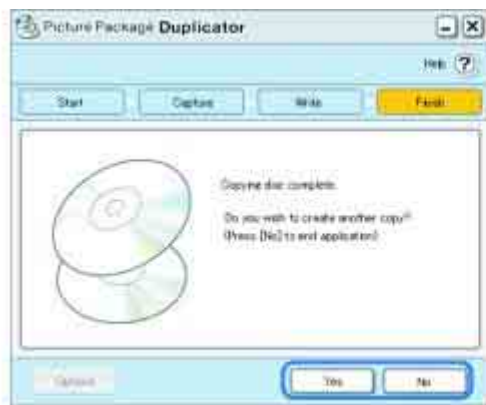 Picture Package Duplicator
Help ?
Start Capture Write Finish
Copying disc complete.
Do you wish to create another copy?
(Press [No] to end application)
Options Yes No